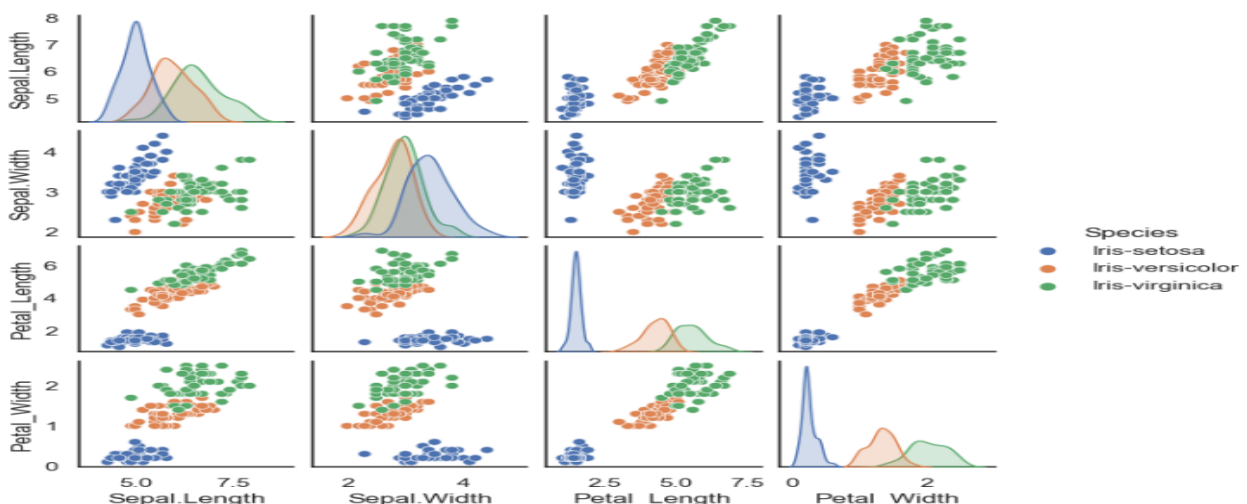 8
7
6
5
Sepal.Length
4
3
2
Sepal.Width
6
4
2
Petal_Length
2
1
0
Petal_Width
5.0 7.5 2 4 2.5 5.0 7.5 0 2
Sepal.Length Sepal.Width Petal_Length Petal_Width
Species
Iris-setosa
Iris-versicolor
Iris-virginica